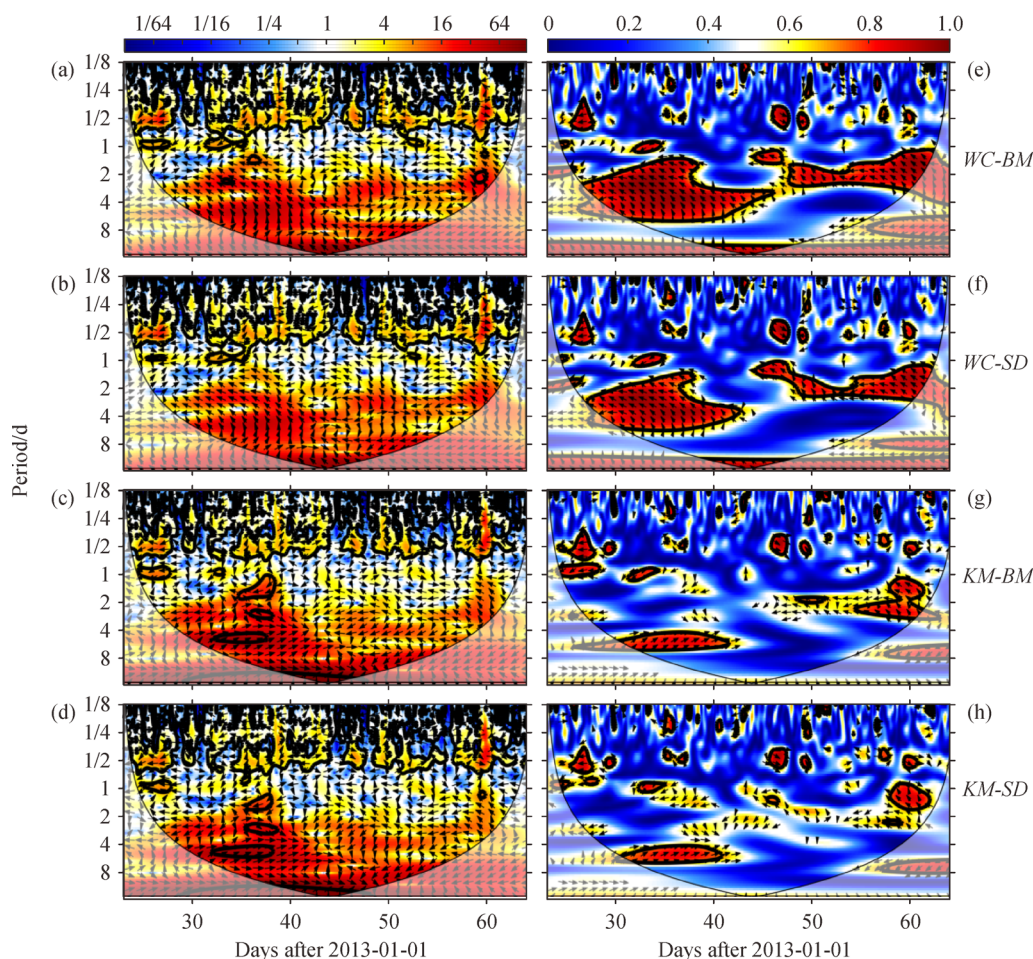 1/64 1/16 1/4 1 4 16 64
0 0.2 0.4 0.6 0.8 1.0
(a) 1/8 1/4 1/2 1 2 4 8
(e) WC-BM
(b) 1/8 1/4 1/2 1 2 4 8
(f) WC-SD
Period/d
(c) 1/8 1/4 1/2 1 2 4 8
(g) KM-BM
(d) 1/8 1/4 1/2 1 2 4 8
(h) KM-SD
30 40 50 60
30 40 50 60
Days after 2013-01-01
Days after 2013-01-01